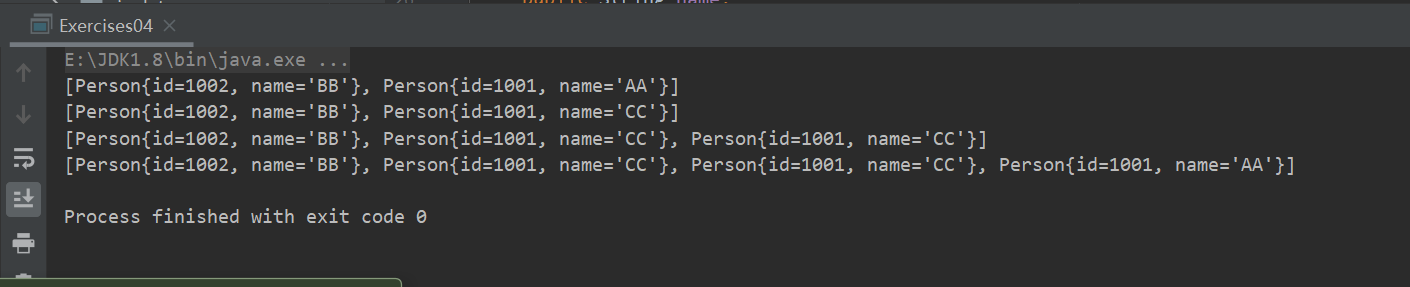 public String name;
Exercises04
E:\JDK1.8\bin\java.exe ...
[Person{id=1002, name='BB'}, Person{id=1001, name='AA'}]
[Person{id=1002, name='BB'}, Person{id=1001, name='CC'}]
[Person{id=1002, name='BB'}, Person{id=1001, name='CC'}, Person{id=1001, name='CC'}]
[Person{id=1002, name='BB'}, Person{id=1001, name='CC'}, Person{id=1001, name='CC'}, Person{id=1001, name='AA'}]
Process finished with exit code 0